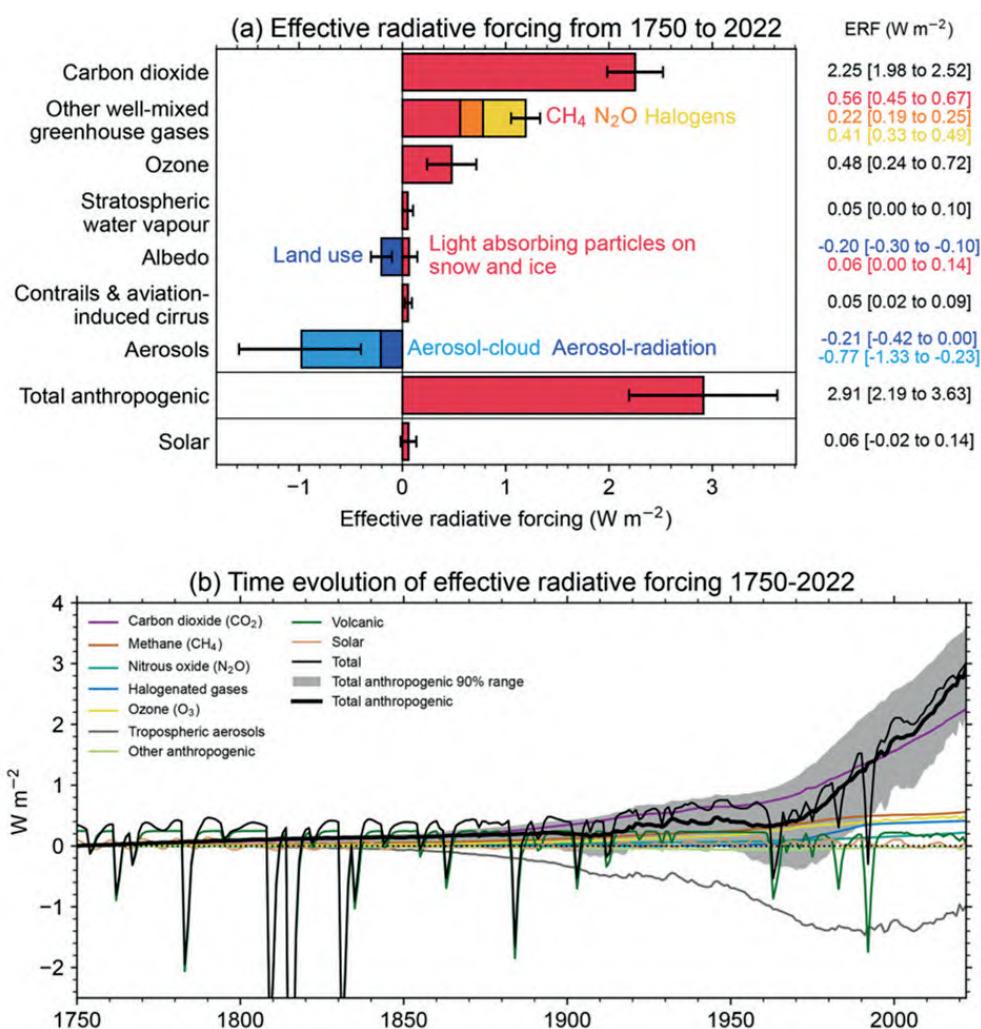 (a) Effective radiative forcing from 1750 to 2022
ERF (W m⁻²)
Carbon dioxide
2.25 [1.98 to 2.52]
Other well-mixed
greenhouse gases
CH₄ N₂O Halogens
0.56 [0.45 to 0.67]
0.22 [0.19 to 0.25]
0.41 [0.33 to 0.49]
Ozone
0.48 [0.24 to 0.72]
Stratospheric
water vapour
0.05 [0.00 to 0.10]
Albedo
Land use
Light absorbing particles on
snow and ice
-0.20 [-0.30 to -0.10]
0.06 [0.00 to 0.14]
Contrails & aviation-
induced cirrus
0.05 [0.02 to 0.09]
Aerosols
Aerosol-cloud Aerosol-radiation
-0.21 [-0.42 to 0.00]
-0.77 [-1.33 to -0.23]
Total anthropogenic
2.91 [2.19 to 3.63]
Solar
0.06 [-0.02 to 0.14]
−1 0 1 2 3
Effective radiative forcing (W m⁻²)
(b) Time evolution of effective radiative forcing 1750-2022
Carbon dioxide (CO₂)
Methane (CH₄)
Nitrous oxide (N₂O)
Halogenated gases
Ozone (O₃)
Tropospheric aerosols
Other anthropogenic
Volcanic
Solar
Total
Total anthropogenic 90% range
Total anthropogenic
W m⁻²
4
3
2
1
0
−1
−2
1750 1800 1850 1900 1950 2000